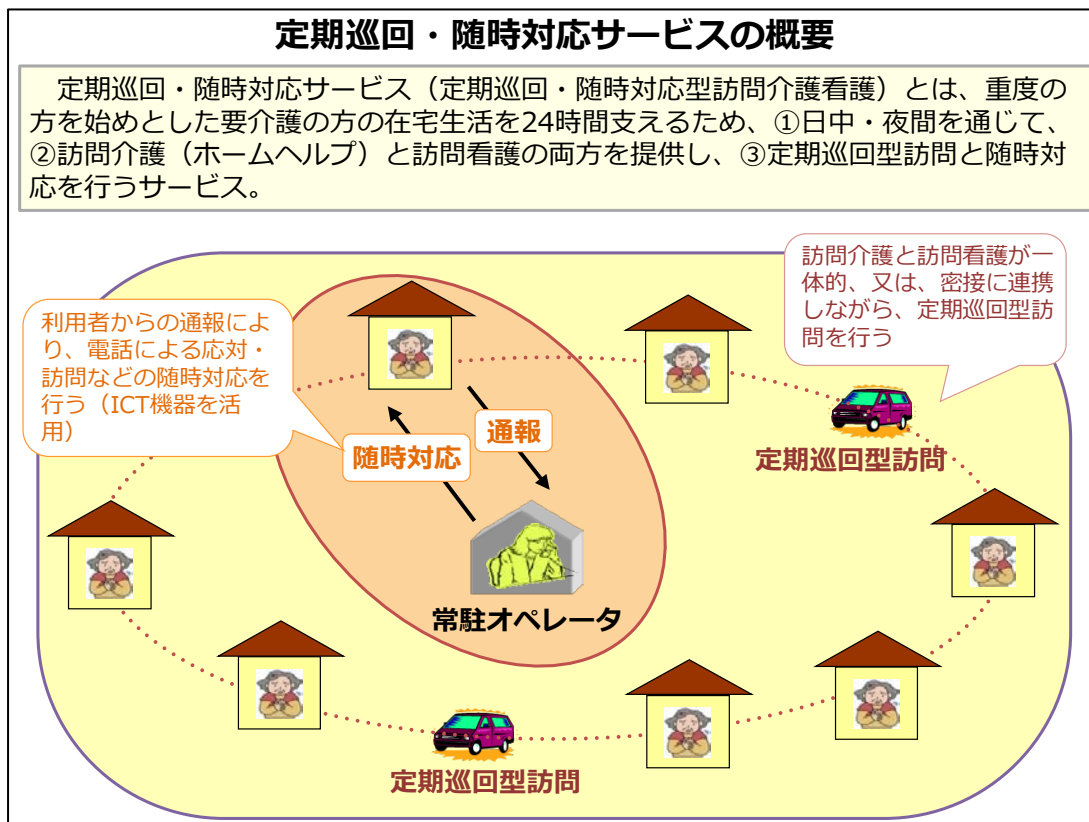 定期巡回・随時対応サービスの概要
定期巡回・随時対応サービス（定期巡回・随時対応型訪問介護看護）とは、重度の
方を始めとした要介護の方の在宅生活を24時間支えるため、①日中・夜間を通じて、
②訪問介護（ホームヘルプ）と訪問看護の両方を提供し、③定期巡回型訪問と随時対
応を行うサービス。
訪問介護と訪問看護が一
体的、又は、密接に連携
しながら、定期巡回型訪
問を行う
利用者からの通報によ
り、電話による応対・
訪問などの随時対応を
行う（ICT機器を活
用）
通報
随時対応
定期巡回型訪問
常駐オペレータ
定期巡回型訪問